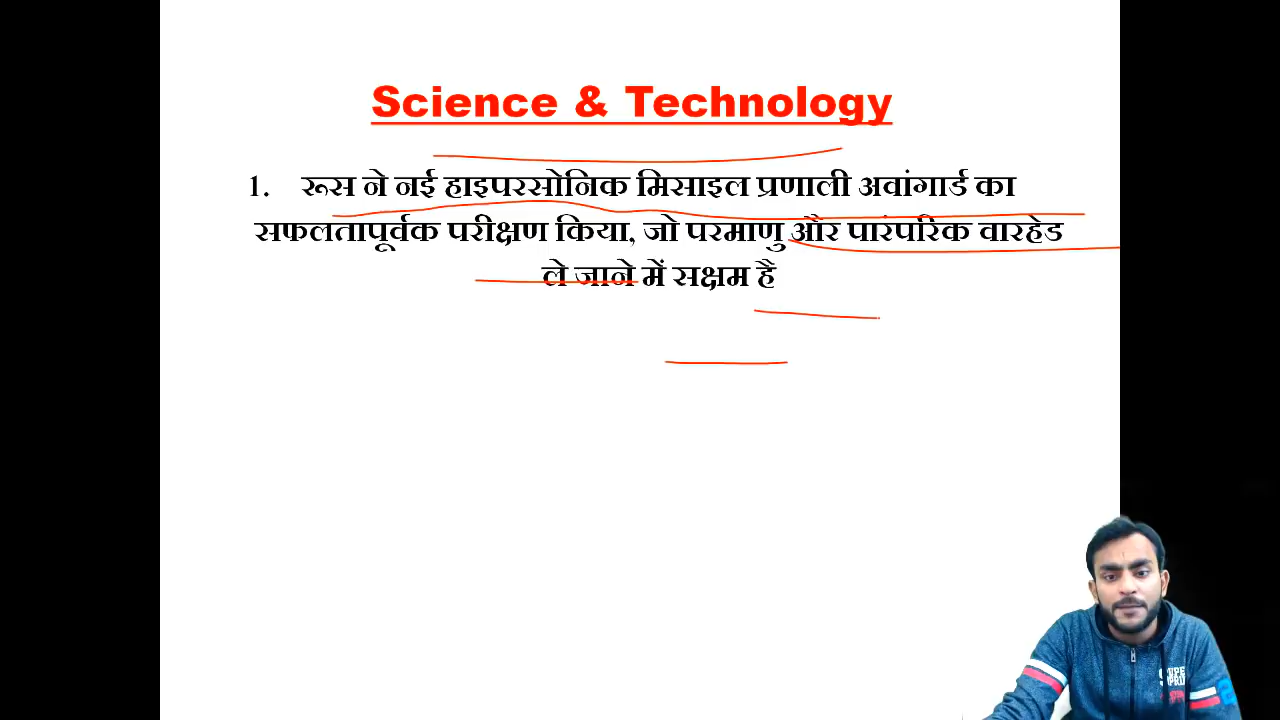 Science & Technology
1. रूस ने नई हाइपरसोनिक मिसाइल प्रणाली अवांगार्ड का
सफलतापूर्वक परीक्षण किया, जो परमाणु और पारंपरिक वारहेड
ले जाने में सक्षम है